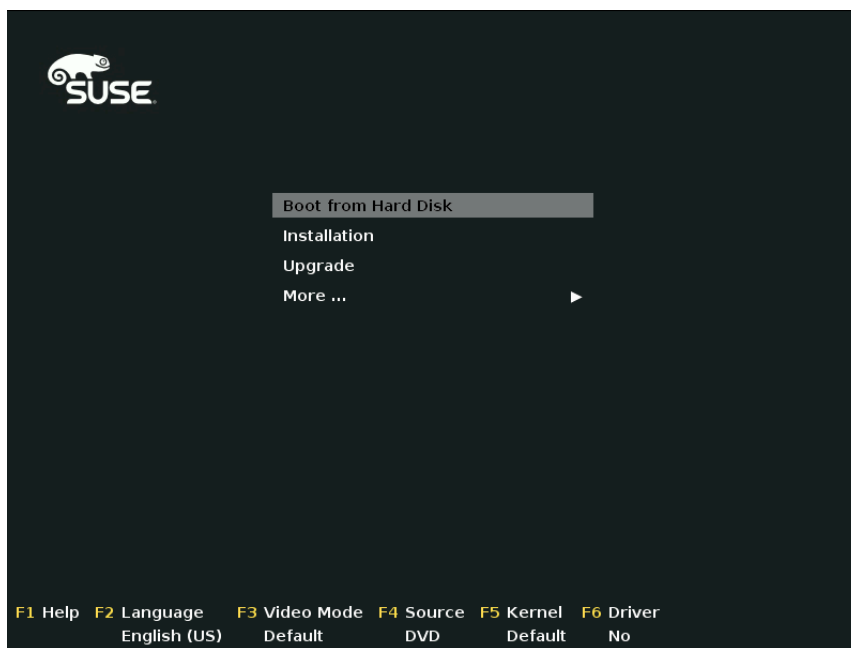 SUSE.
Boot from Hard Disk
Installation
Upgrade
More ...
F1 Help F2 Language F3 Video Mode F4 Source F5 Kernel F6 Driver
English (US) Default DVD Default No